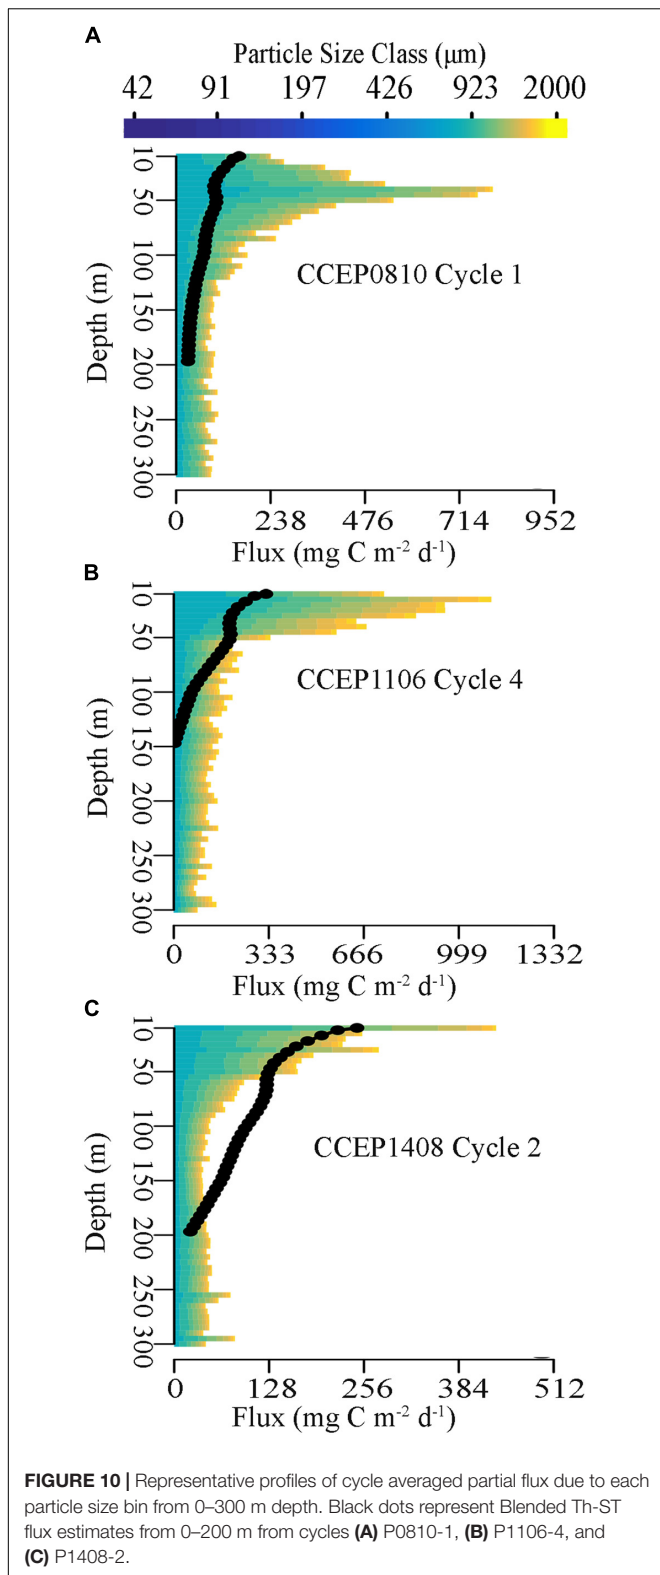 A
Particle Size Class (μm)
42 91 197 426 923 2000
10
50
100
150
200
250
300
Depth (m)
CCEP0810 Cycle 1
0 238 476 714 952
Flux (mg C m⁻² d⁻¹)
B
10
50
100
150
200
250
300
Depth (m)
CCEP1106 Cycle 4
0 333 666 999 1332
Flux (mg C m⁻² d⁻¹)
C
10
50
100
150
200
250
300
Depth (m)
CCEP1408 Cycle 2
0 128 256 384 512
Flux (mg C m⁻² d⁻¹)
FIGURE 10 | Representative profiles of cycle averaged partial flux due to each
particle size bin from 0–300 m depth. Black dots represent Blended Th-ST
flux estimates from 0–200 m from cycles (A) P0810-1, (B) P1106-4, and
(C) P1408-2.